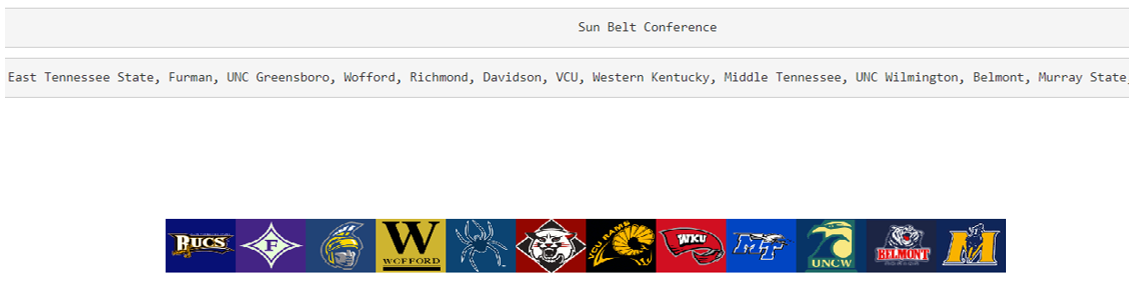 Sun Belt Conference
East Tennessee State, Furman, UNC Greensboro, Wofford, Richmond, Davidson, VCU, Western Kentucky, Middle Tennessee, UNC Wilmington, Belmont, Murray State,
BUCS F W WOFFORD VCU RAMS WKU MT UNCW BELMONT M